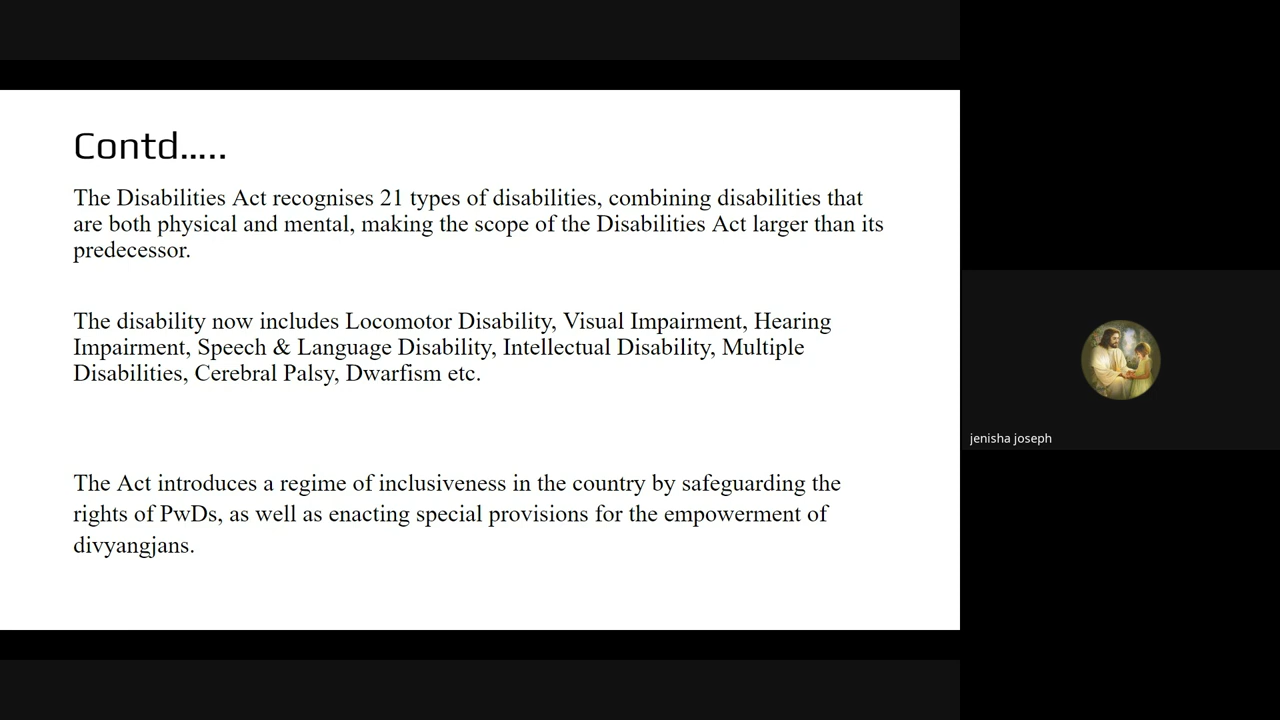 Contd.....
The Disabilities Act recognises 21 types of disabilities, combining disabilities that
are both physical and mental, making the scope of the Disabilities Act larger than its
predecessor.
The disability now includes Locomotor Disability, Visual Impairment, Hearing
Impairment, Speech & Language Disability, Intellectual Disability, Multiple
Disabilities, Cerebral Palsy, Dwarfism etc.
The Act introduces a regime of inclusiveness in the country by safeguarding the
rights of PwDs, as well as enacting special provisions for the empowerment of
divyangjans.
jenisha joseph